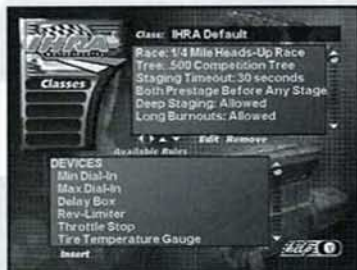 IHRA
Class: IHRA Default
Classes
Race: 1/4 Mile Heads-Up Race
Tree: .500 Competition Tree
Staging Timeout: 30 seconds
Both Prestage Before Any Stage
Deep Staging: Allowed
Long Burnouts: Allowed
Edit Remove
Available Rules
DEVICES
Min Dial-In
Max Dial-In
Delay Box
Rev-Limiter
Throttle Stop
Tire Temperature Gauge
Insert